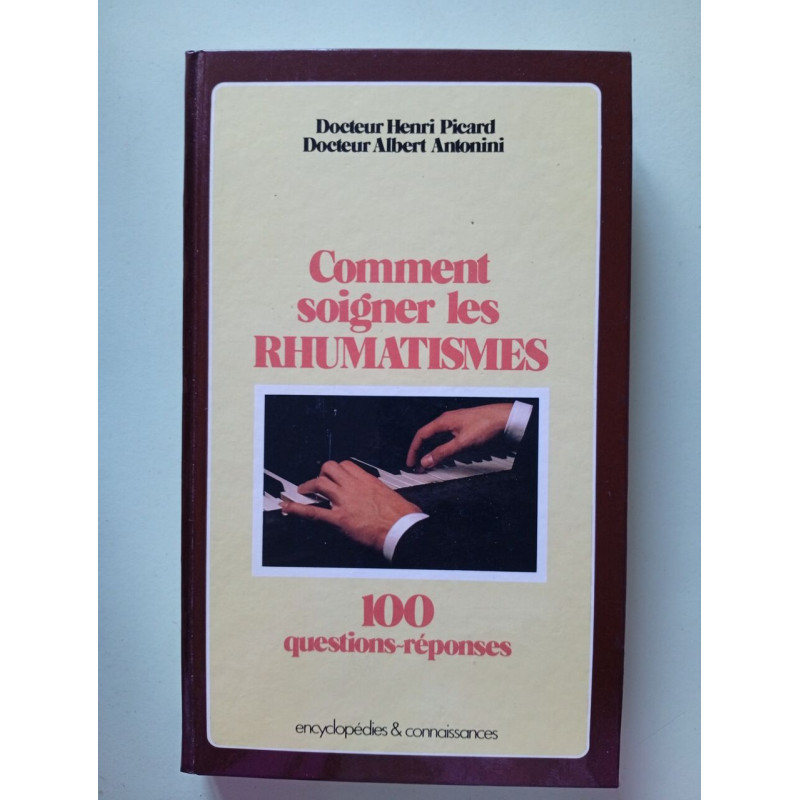 Docteur Henri Picard
Docteur Albert Antonini
Comment
soigner les
RHUMATISMES
100
questions-réponses
encyclopédies & connaissances